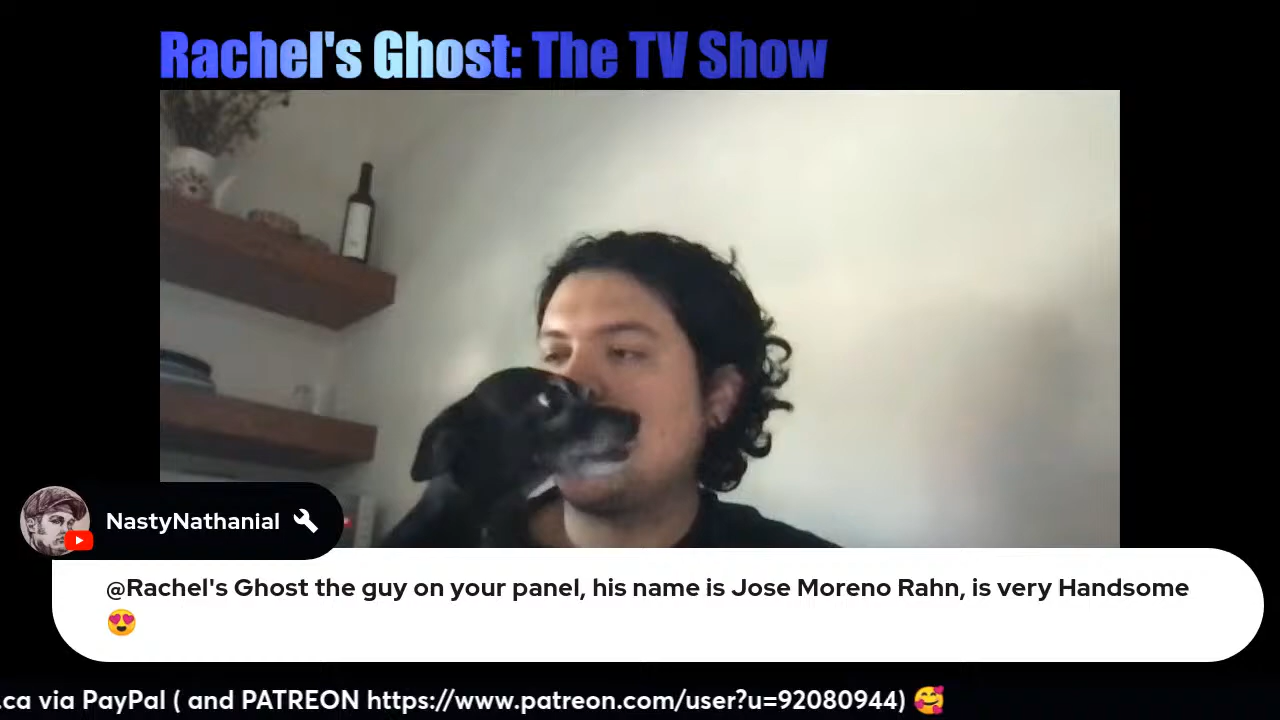 Rachel's Ghost: The TV Show
NastyNathanial
@Rachel's Ghost the guy on your panel, his name is Jose Moreno Rahn, is very Handsome
😍
.ca via PayPal ( and PATREON https://www.patreon.com/user?u=92080944) 🥰